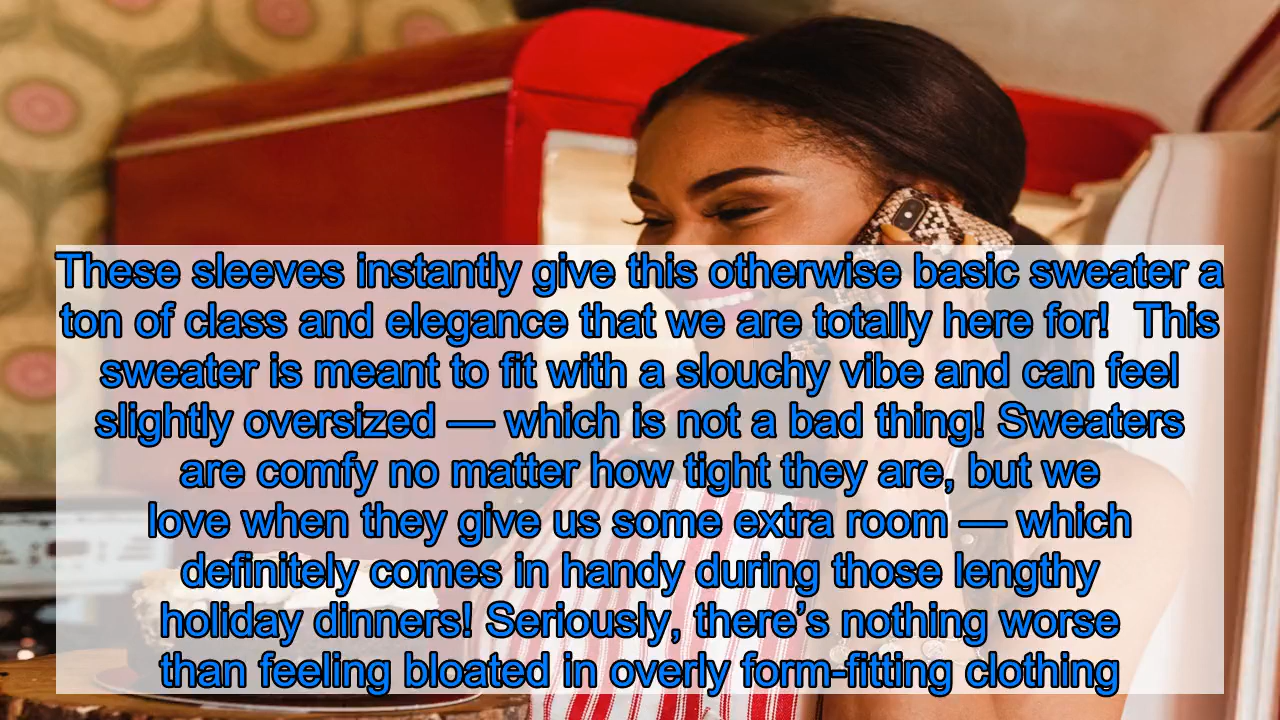 These sleeves instantly give this otherwise basic sweater a
ton of class and elegance that we are totally here for!  This
sweater is meant to fit with a slouchy vibe and can feel
slightly oversized — which is not a bad thing! Sweaters
are comfy no matter how tight they are, but we
love when they give us some extra room — which
definitely comes in handy during those lengthy
holiday dinners! Seriously, there’s nothing worse
than feeling bloated in overly form-fitting clothing